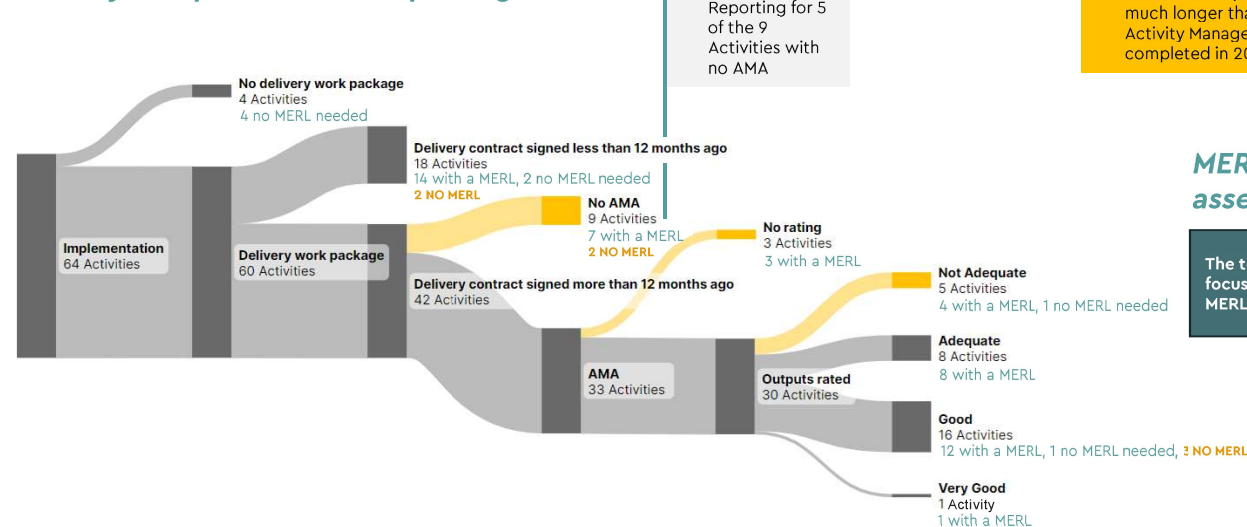 Reporting for 5
of the 9
Activities with
no AMA
much longer
Activity
completed in
No delivery work package
4 Activities
4 no MERL needed
Delivery contract signed less than 12 months ago
18 Activities
14 with a MERL, 2 no MERL needed
2 NO MERL
No AMA
9 Activities
7 with a MERL
2 NO MERL
No rating
3 Activities
3 with a MERL
Implementation
64 Activities
Delivery work package
60 Activities
Delivery contract signed more than 12 months ago
42 Activities
Not Adequate
5 Activities
4 with a MERL, 1 no MERL needed
Adequate
8 Activities
8 with a MERL
AMA
33 Activities
Outputs rated
30 Activities
Good
16 Activities
12 with a MERL, 1 no MERL needed, 3 NO MERL
Very Good
1 Activity
1 with a MERL
MER
asse
The
focus
MERL